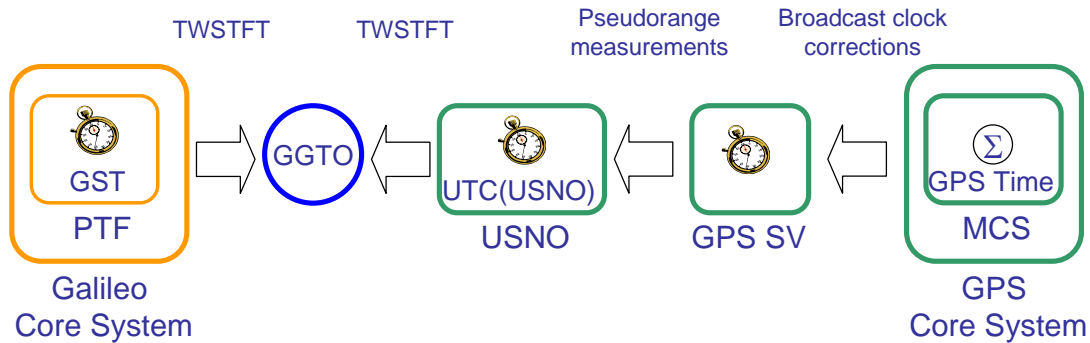 TWSTFT
TWSTFT
Pseudorange
measurements
Broadcast clock
corrections
GST
PTF
Galileo
Core System
GGTO
UTC(USNO)
USNO
GPS SV
Σ
GPS Time
MCS
GPS
Core System